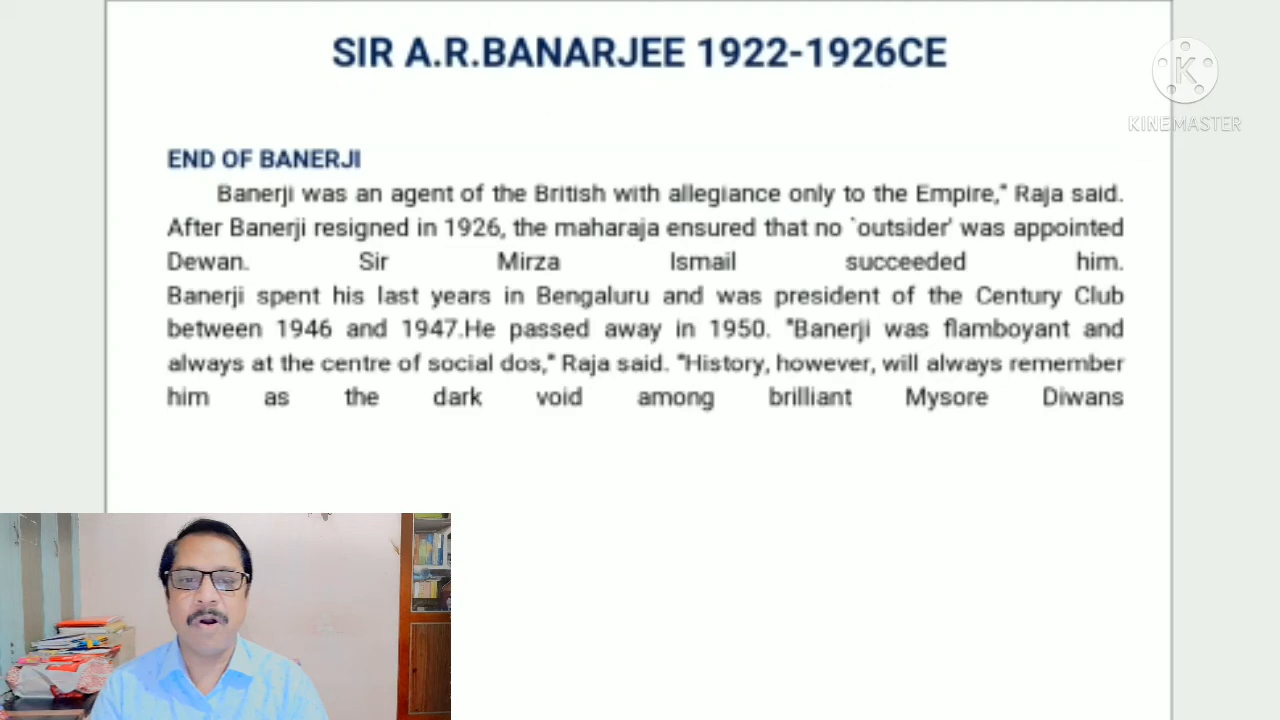 SIR A.R.BANARJEE 1922-1926CE
K
KINEMASTER
END OF BANERJI
Banerji was an agent of the British with allegiance only to the Empire," Raja said.
After Banerji resigned in 1926, the maharaja ensured that no `outsider' was appointed
Dewan. Sir Mirza Ismail succeeded him.
Banerji spent his last years in Bengaluru and was president of the Century Club
between 1946 and 1947.He passed away in 1950. "Banerji was flamboyant and
always at the centre of social dos," Raja said. "History, however, will always remember
him as the dark void among brilliant Mysore Diwans